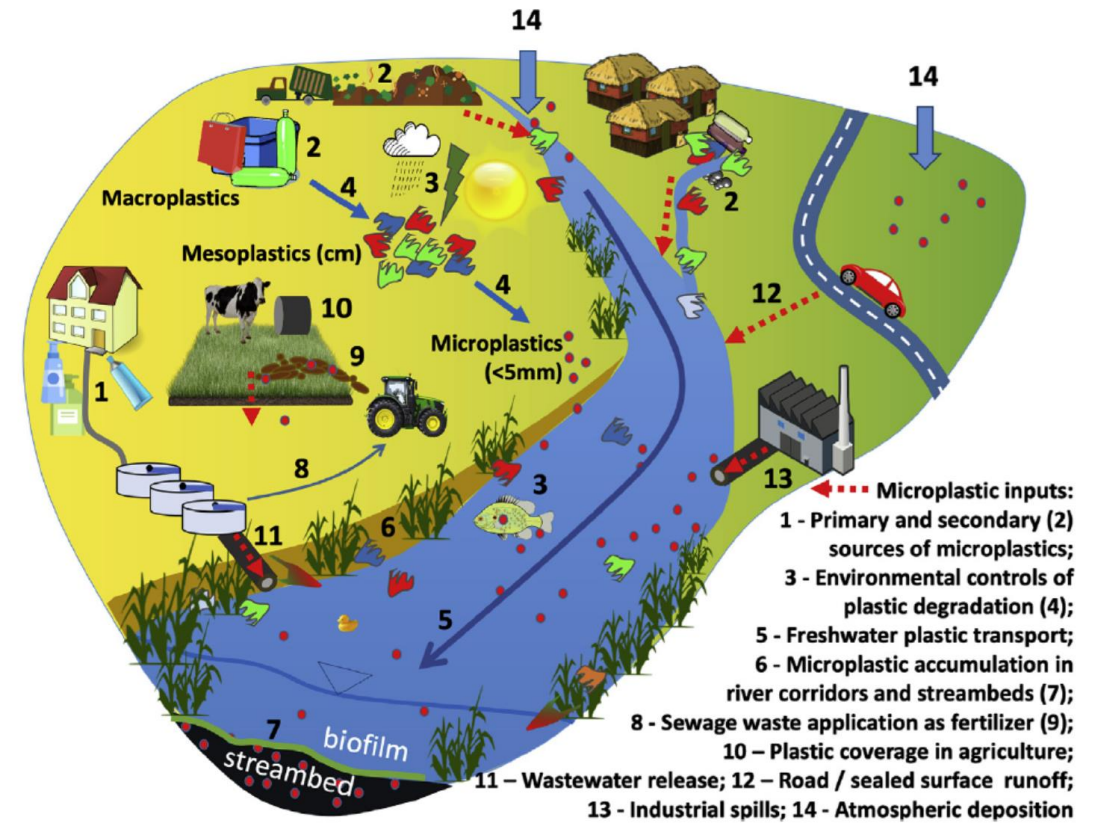 14
2
14
2
Macroplastics
4
3
2
Mesoplastics (cm)
4
10
12
Microplastics
(<5mm)
9
1
8
3
13
11
6
5
7
biofilm
streambed
Microplastic inputs:
1 - Primary and secondary (2)
sources of microplastics;
3 - Environmental controls of
plastic degradation (4);
5 - Freshwater plastic transport;
6 - Microplastic accumulation in
river corridors and streambeds (7);
8 - Sewage waste application as fertilizer (9);
10 – Plastic coverage in agriculture;
11 – Wastewater release; 12 – Road / sealed surface runoff;
13 - Industrial spills; 14 - Atmospheric deposition